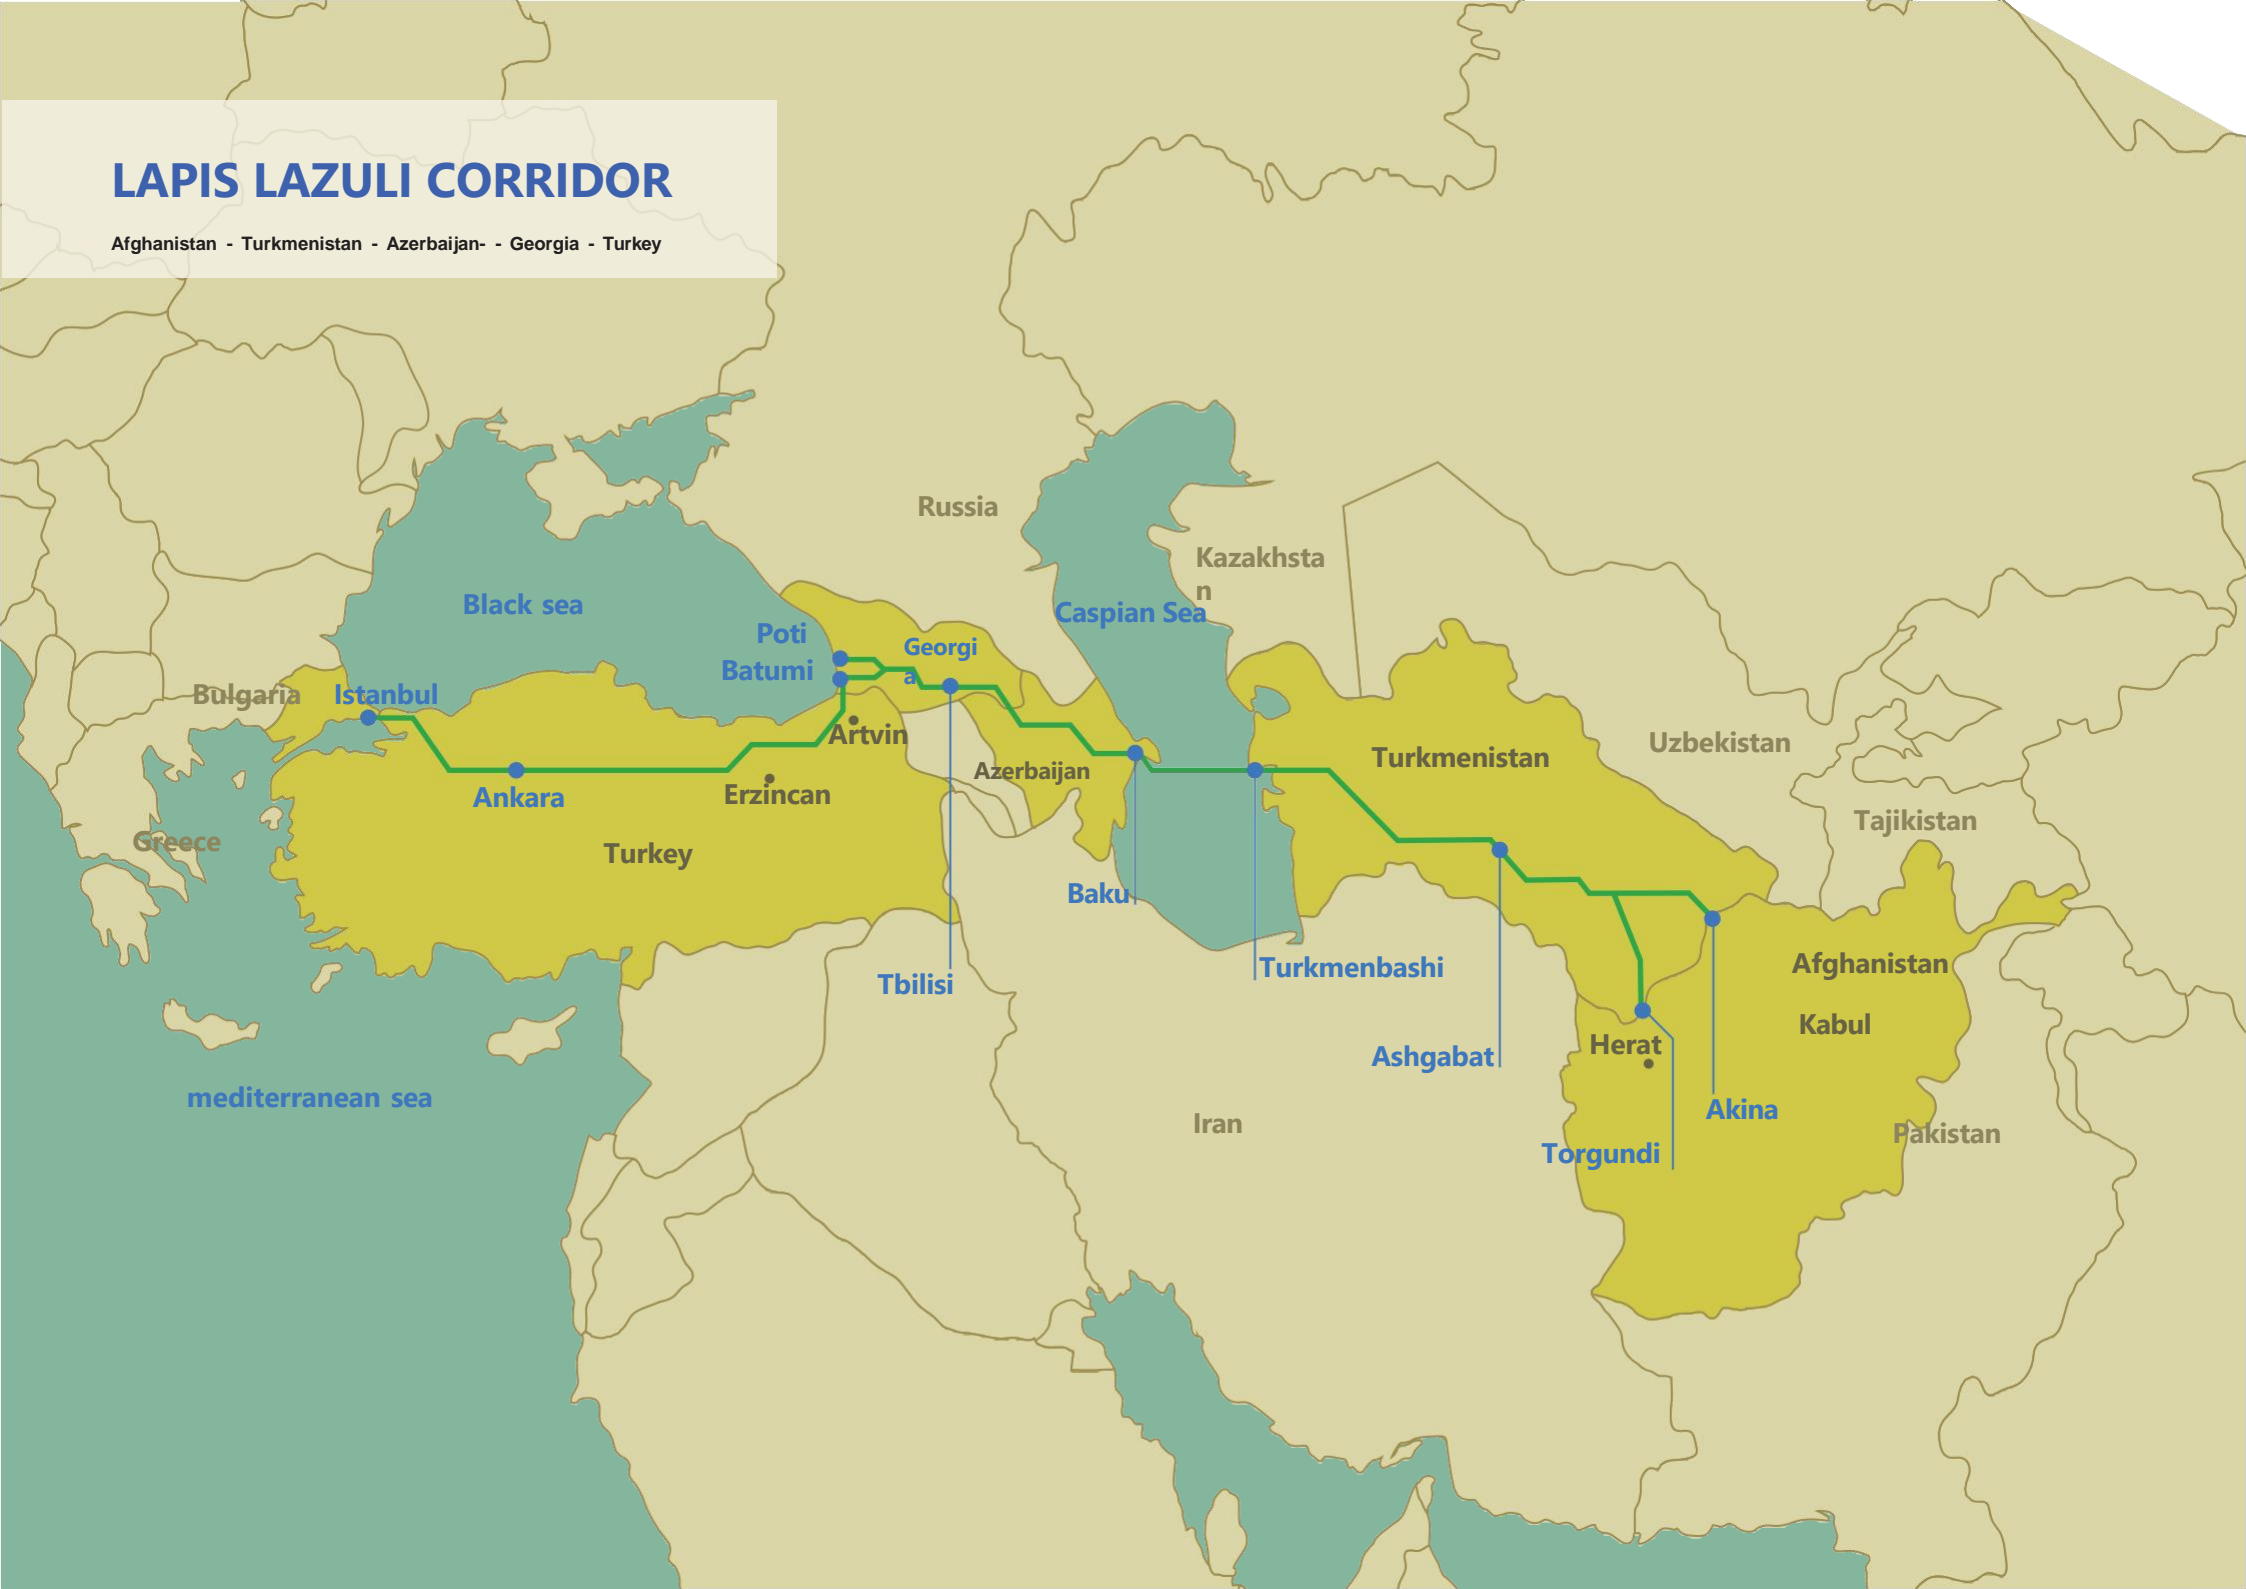 LAPIS LAZULI CORRIDOR
Afghanistan - Turkmenistan - Azerbaijan- - Georgia - Turkey
Russia
Kazakhsta
n
Black sea
Caspian Sea
Poti
Georgi
a
Batumi
Bulgaria
Istanbul
Artvin
Uzbekistan
Turkmenistan
Azerbaijan
Ankara
Erzincan
Tajikistan
Greece
Turkey
Baku
Afghanistan
Turkmenbashi
Tbilisi
Kabul
Herat
Ashgabat
mediterranean sea
Akina
Iran
Pakistan
Torgundi